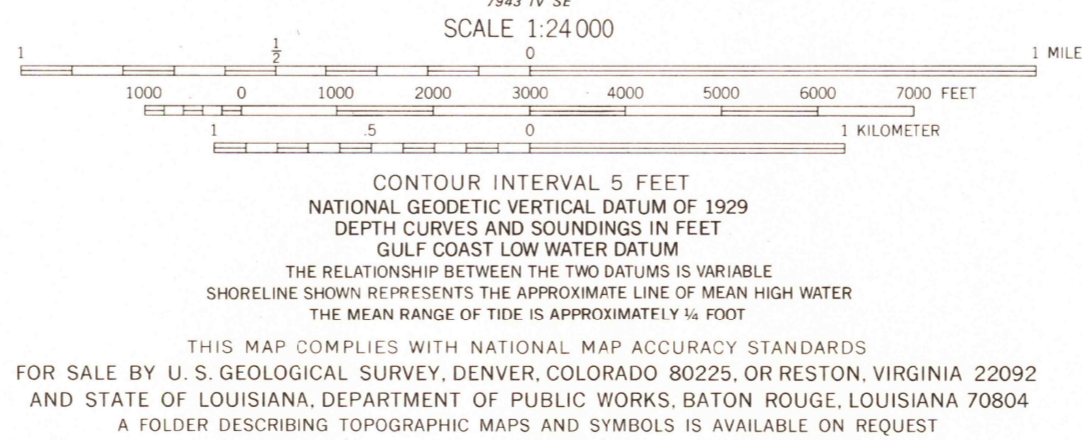 7943 IV SE
SCALE 1:24 000
1 ½ 0 1 MILE
1000 0 1000 2000 3000 4000 5000 6000 7000 FEET
1 .5 0 1 KILOMETER
CONTOUR INTERVAL 5 FEET
NATIONAL GEODETIC VERTICAL DATUM OF 1929
DEPTH CURVES AND SOUNDINGS IN FEET
GULF COAST LOW WATER DATUM
THE RELATIONSHIP BETWEEN THE TWO DATUMS IS VARIABLE
SHORELINE SHOWN REPRESENTS THE APPROXIMATE LINE OF MEAN HIGH WATER
THE MEAN RANGE OF TIDE IS APPROXIMATELY ¼ FOOT
THIS MAP COMPLIES WITH NATIONAL MAP ACCURACY STANDARDS
FOR SALE BY U. S. GEOLOGICAL SURVEY, DENVER, COLORADO 80225, OR RESTON, VIRGINIA 22092
AND STATE OF LOUISIANA, DEPARTMENT OF PUBLIC WORKS, BATON ROUGE, LOUISIANA 70804
A FOLDER DESCRIBING TOPOGRAPHIC MAPS AND SYMBOLS IS AVAILABLE ON REQUEST